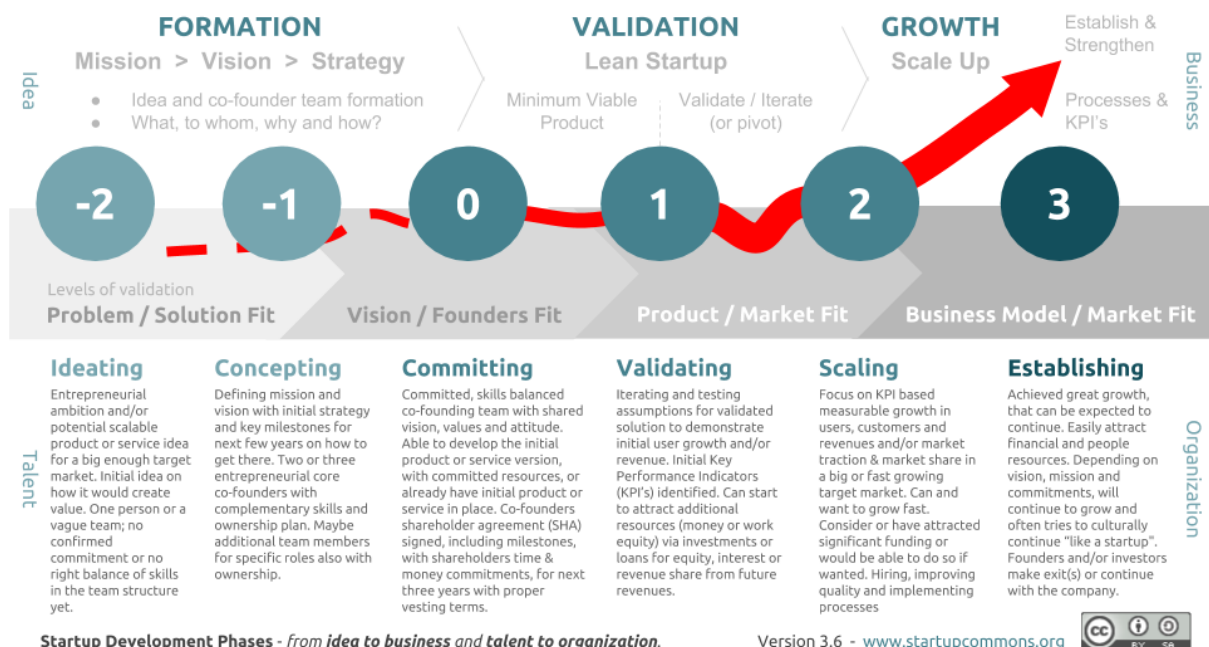 FORMATION
Mission > Vision > Strategy
● Idea and co-founder team formation
● What, to whom, why and how?
VALIDATION
Lean Startup
Minimum Viable
Product
Validate / Iterate
(or pivot)
GROWTH
Scale Up
Establish &
Strengthen
Processes &
KPI's
Idea
Business
-2
-1
0
1
2
3
Levels of validation
Problem / Solution Fit
Vision / Founders Fit
Product / Market Fit
Business Model / Market Fit
Talent
Organization
Ideating
Entrepreneurial
ambition and/or
potential scalable
product or service idea
for a big enough target
market. Initial idea on
how it would create
value. One person or a
vague team; no
confirmed
commitment or no
right balance of skills
in the team structure
yet.
Concepting
Defining mission and
vision with initial strategy
and key milestones for
next few years on how to
get there. Two or three
entrepreneurial core
co-founders with
complementary skills and
ownership plan. Maybe
additional team members
for specific roles also with
ownership.
Committing
Committed, skills balanced
co-founding team with shared
vision, values and attitude.
Able to develop the initial
product or service version,
with committed resources, or
already have initial product or
service in place. Co-founders
shareholder agreement (SHA)
signed, including milestones,
with shareholders time &
money commitments, for next
three years with proper
vesting terms.
Validating
Iterating and testing
assumptions for validated
solution to demonstrate
initial user growth and/or
revenue. Initial Key
Performance Indicators
(KPI's) identified. Can start
to attract additional
resources (money or work
equity) via investments or
loans for equity, interest or
revenue share from future
revenues.
Scaling
Focus on KPI based
measurable growth in
users, customers and
revenues and/or market
traction & market share in
a big or fast growing
target market. Can and
want to grow fast.
Consider or have attracted
significant funding or
would be able to do so if
wanted. Hiring, improving
quality and implementing
processes
Establishing
Achieved great growth,
that can be expected to
continue. Easily attract
financial and people
resources. Depending on
vision, mission and
commitments, will
continue to grow and
often tries to culturally
continue "like a startup".
Founders and/or investors
make exit(s) or continue
with the company.
Startup Development Phases - from idea to business and talent to organization.
Version 3.6 - www.startupcommons.org
cc
BY SA